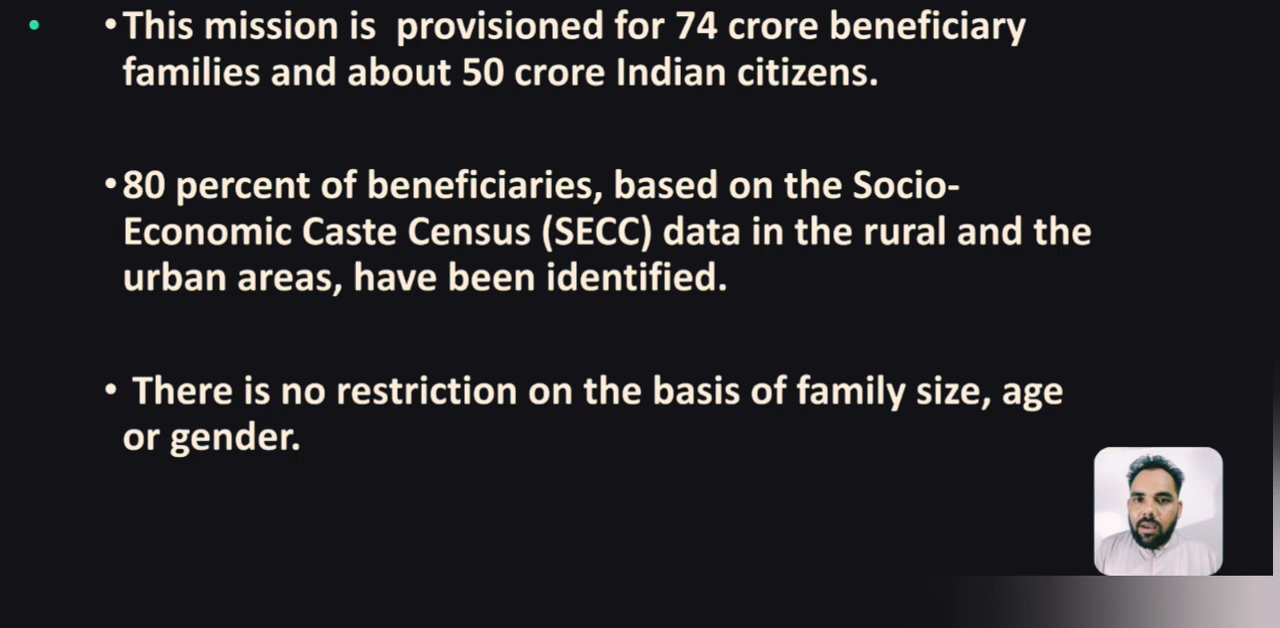 •This mission is  provisioned for 74 crore beneficiary
families and about 50 crore Indian citizens.
•80 percent of beneficiaries, based on the Socio-
Economic Caste Census (SECC) data in the rural and the
urban areas, have been identified.
• There is no restriction on the basis of family size, age
or gender.